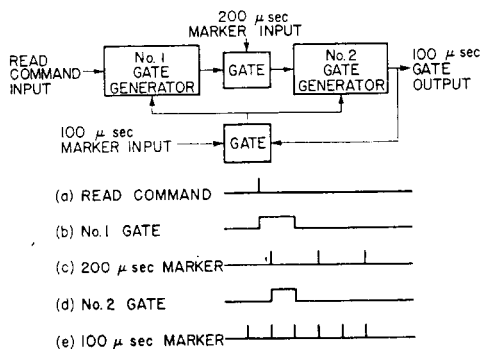 200 μ sec
MARKER INPUT
READ
COMMAND
INPUT
No. 1
GATE
GENERATOR
GATE
No. 2
GATE
GENERATOR
100 μ sec
GATE
OUTPUT
100 μ sec
MARKER INPUT
GATE
(a) READ COMMAND
(b) No. 1 GATE
(c) 200 μ sec MARKER
(d) No. 2 GATE
(e) 100 μ sec MARKER